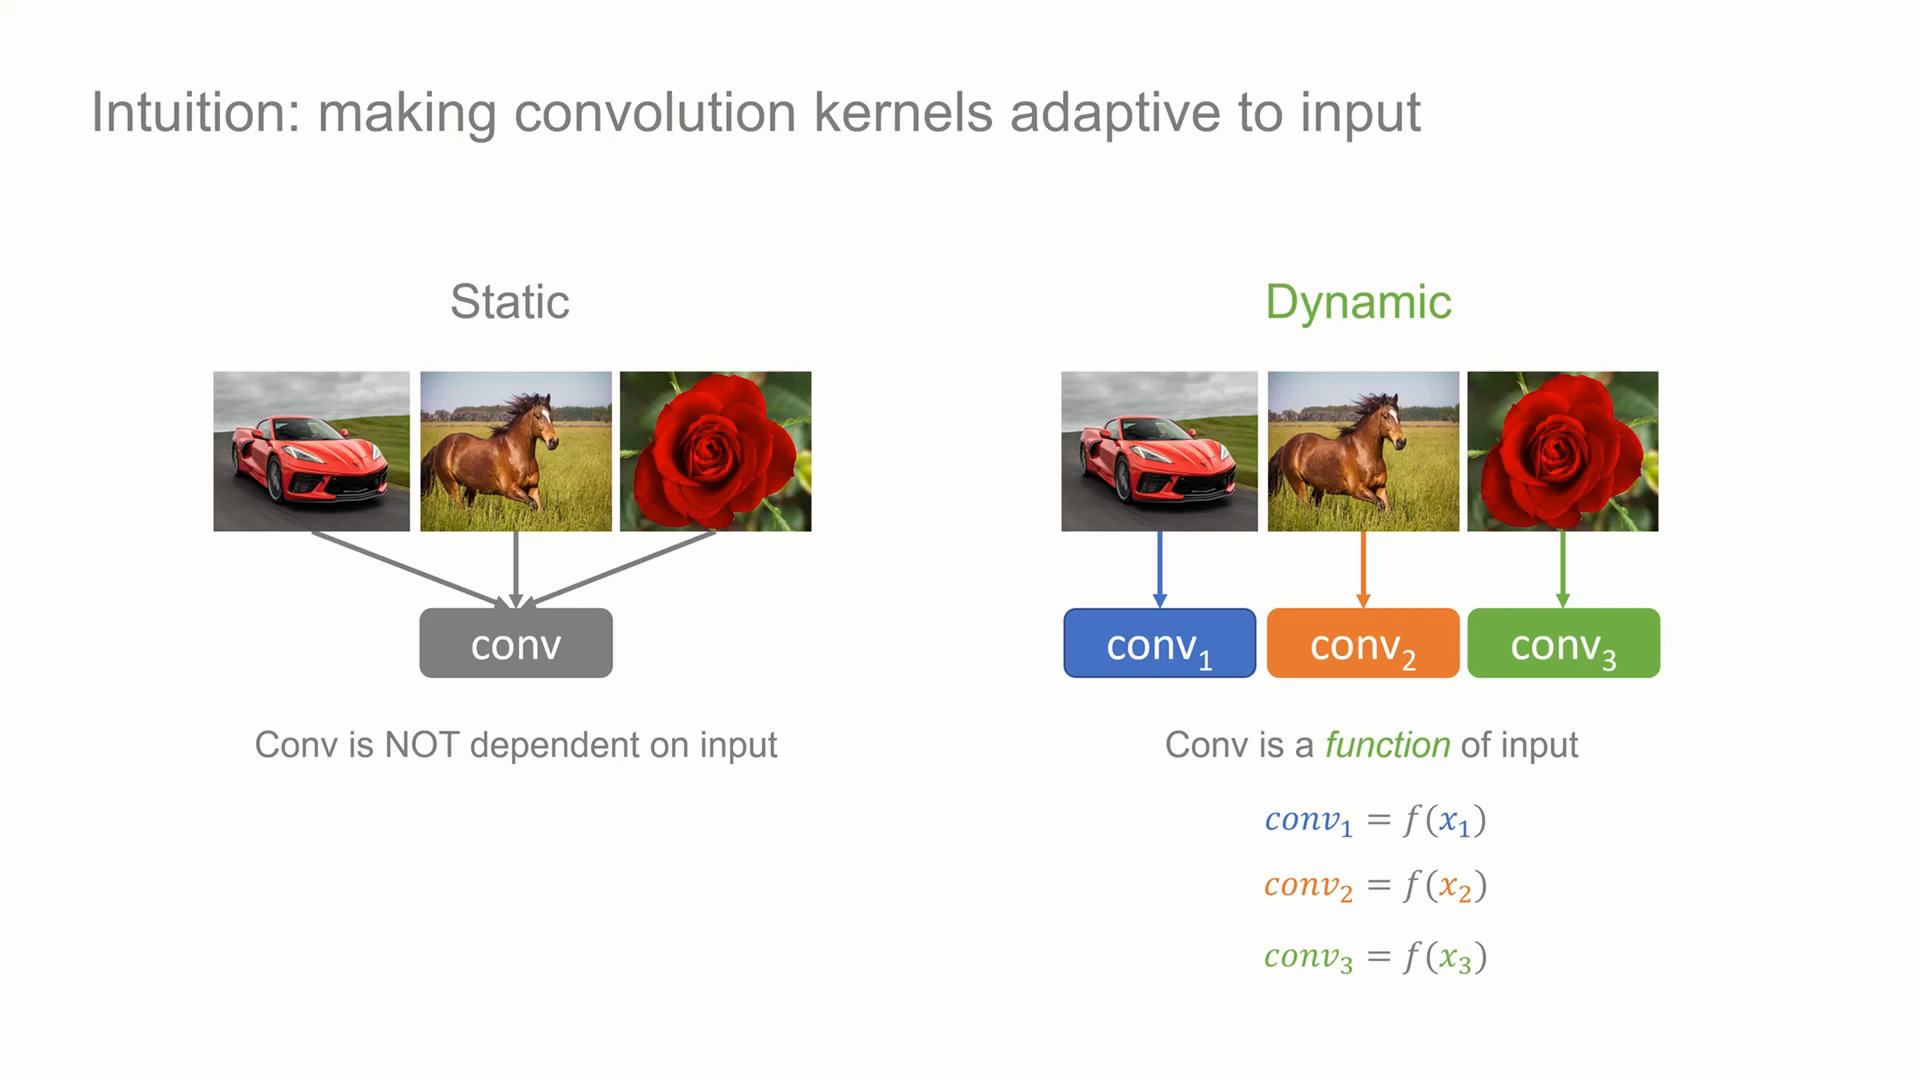 Intuition: making convolution kernels adaptive to input
Static
conv
Conv is NOT dependent on input
Dynamic
conv₁ conv₂ conv₃
Conv is a function of input
conv₁ = f(x₁)
conv₂ = f(x₂)
conv₃ = f(x₃)